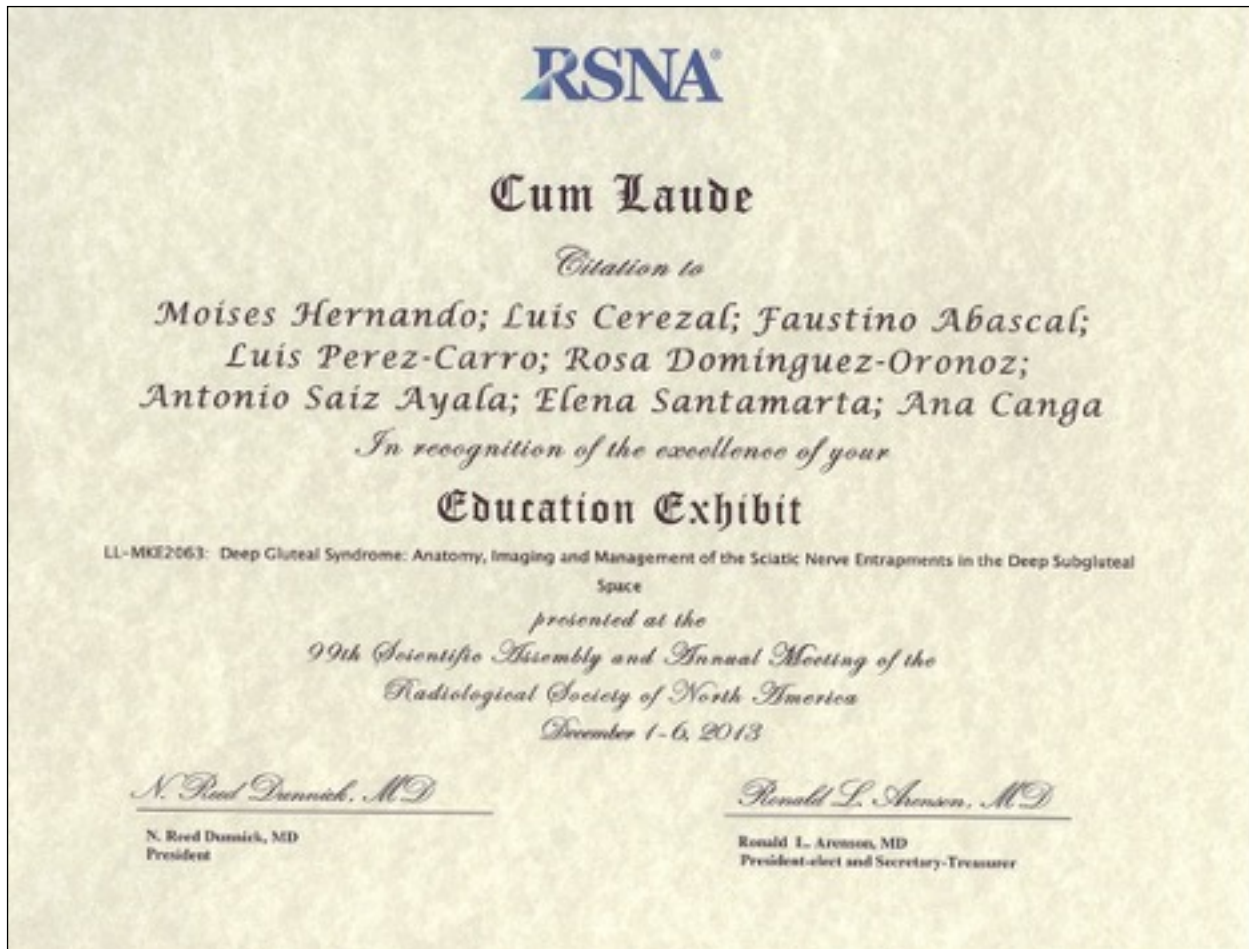 RSNA®
Cum Laude
Citation to
Moises Hernando; Luis Cerezal; Faustino Abascal;
Luis Perez-Carro; Rosa Domínguez-Oronoz;
Antonio Saiz Ayala; Elena Santamarta; Ana Canga
In recognition of the excellence of your
Education Exhibit
LL-MKE2063: Deep Gluteal Syndrome: Anatomy, Imaging and Management of the Sciatic Nerve Entrapments in the Deep Subgluteal
Space
presented at the
99th Scientific Assembly and Annual Meeting of the
Radiological Society of North America
December 1-6, 2013
N. Reed Dunnick, MD
Ronald L. Arenson, MD
N. Reed Dunnick, MD
President
Ronald L. Arenson, MD
President-elect and Secretary-Treasurer